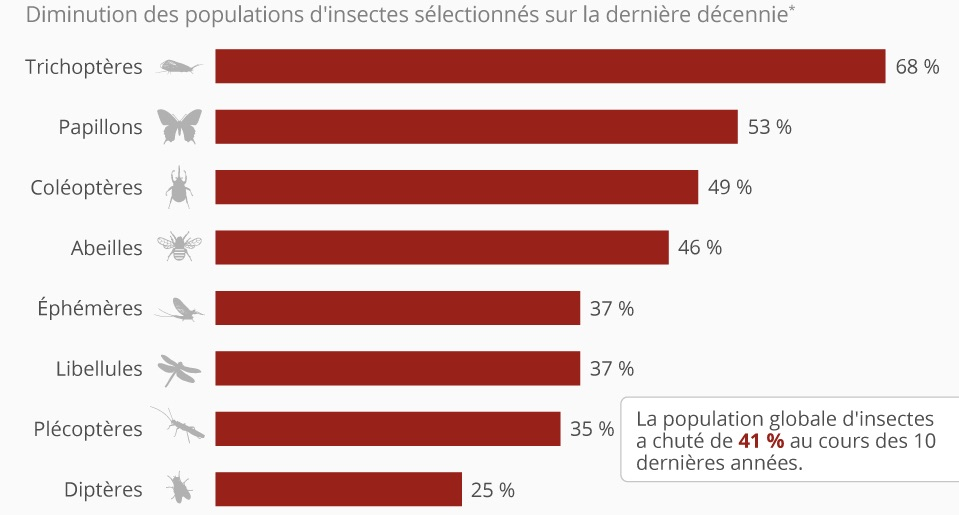 Diminution des populations d'insectes sélectionnés sur la dernière décennie*
Trichoptères 68 %
Papillons 53 %
Coléoptères 49 %
Abeilles 46 %
Éphémères 37 %
Libellules 37 %
Plécoptères 35 %
Diptères 25 %
La population globale d'insectes
a chuté de 41 % au cours des 10
dernières années.